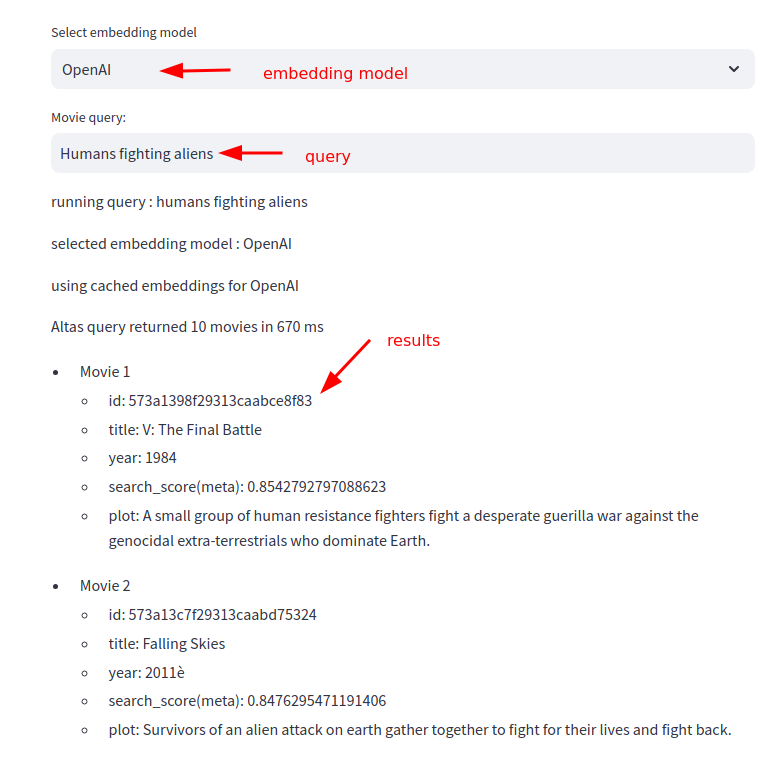 Select embedding model
OpenAI
embedding model
Movie query:
Humans fighting aliens
query
running query : humans fighting aliens
selected embedding model : OpenAI
using cached embeddings for OpenAI
Altas query returned 10 movies in 670 ms
results
Movie 1
id: 573a1398f29313caabce8f83
title: V: The Final Battle
year: 1984
search_score(meta): 0.8542792797088623
plot: A small group of human resistance fighters fight a desperate guerilla war against the
genocidal extra-terrestrials who dominate Earth.
Movie 2
id: 573a13c7f29313caabd75324
title: Falling Skies
year: 2011è
search_score(meta): 0.8476295471191406
plot: Survivors of an alien attack on earth gather together to fight for their lives and fight back.